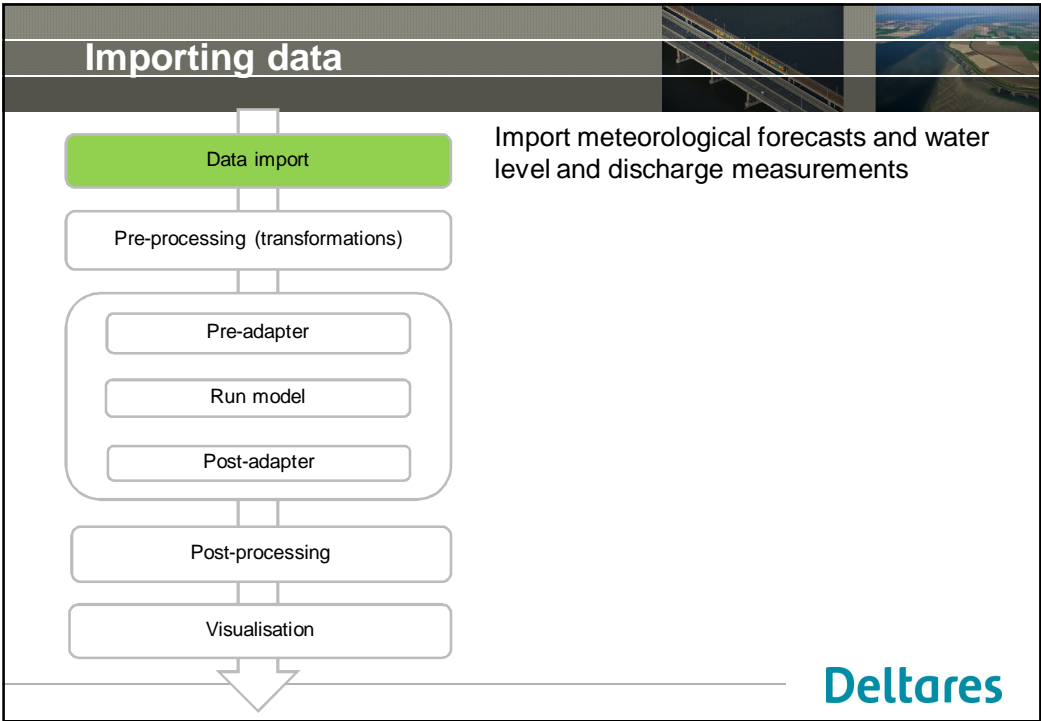 Importing data
Data import
Import meteorological forecasts and water
level and discharge measurements
Pre-processing (transformations)
Pre-adapter
Run model
Post-adapter
Post-processing
Visualisation
Deltares